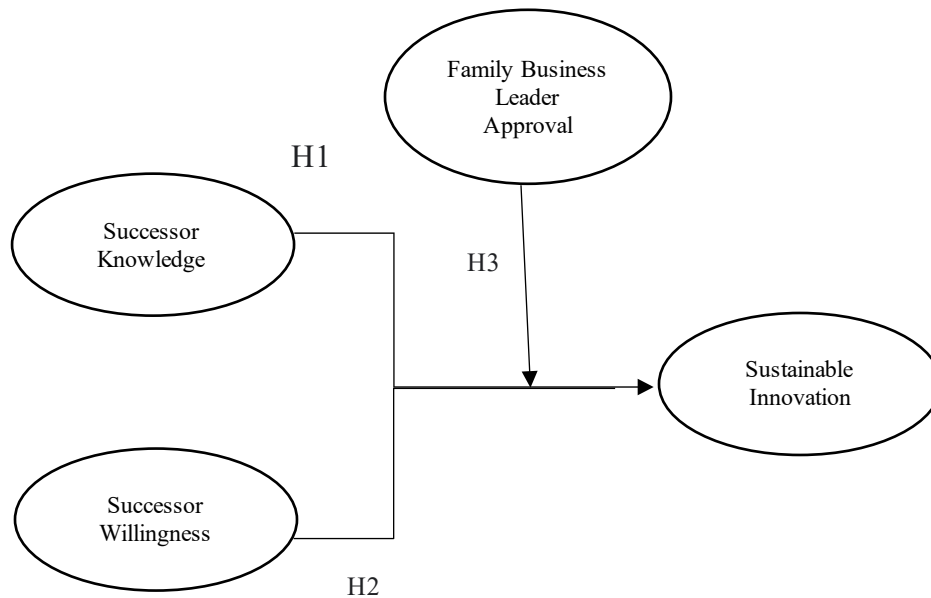 Family Business
Leader
Approval
H1
Successor
Knowledge
H3
Sustainable
Innovation
Successor
Willingness
H2